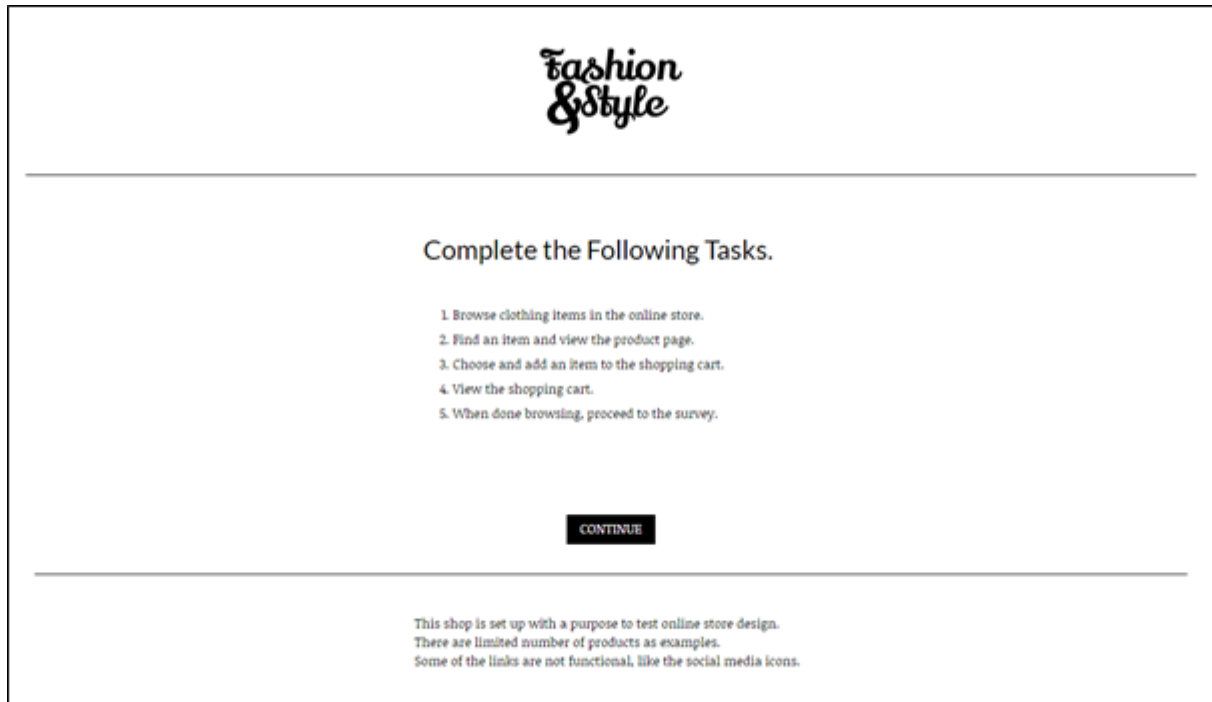 Fashion
&Style
Complete the Following Tasks.
1. Browse clothing items in the online store.
2. Find an item and view the product page.
3. Choose and add an item to the shopping cart.
4. View the shopping cart.
5. When done browsing, proceed to the survey.
CONTINUE
This shop is set up with a purpose to test online store design.
There are limited number of products as examples.
Some of the links are not functional, like the social media icons.